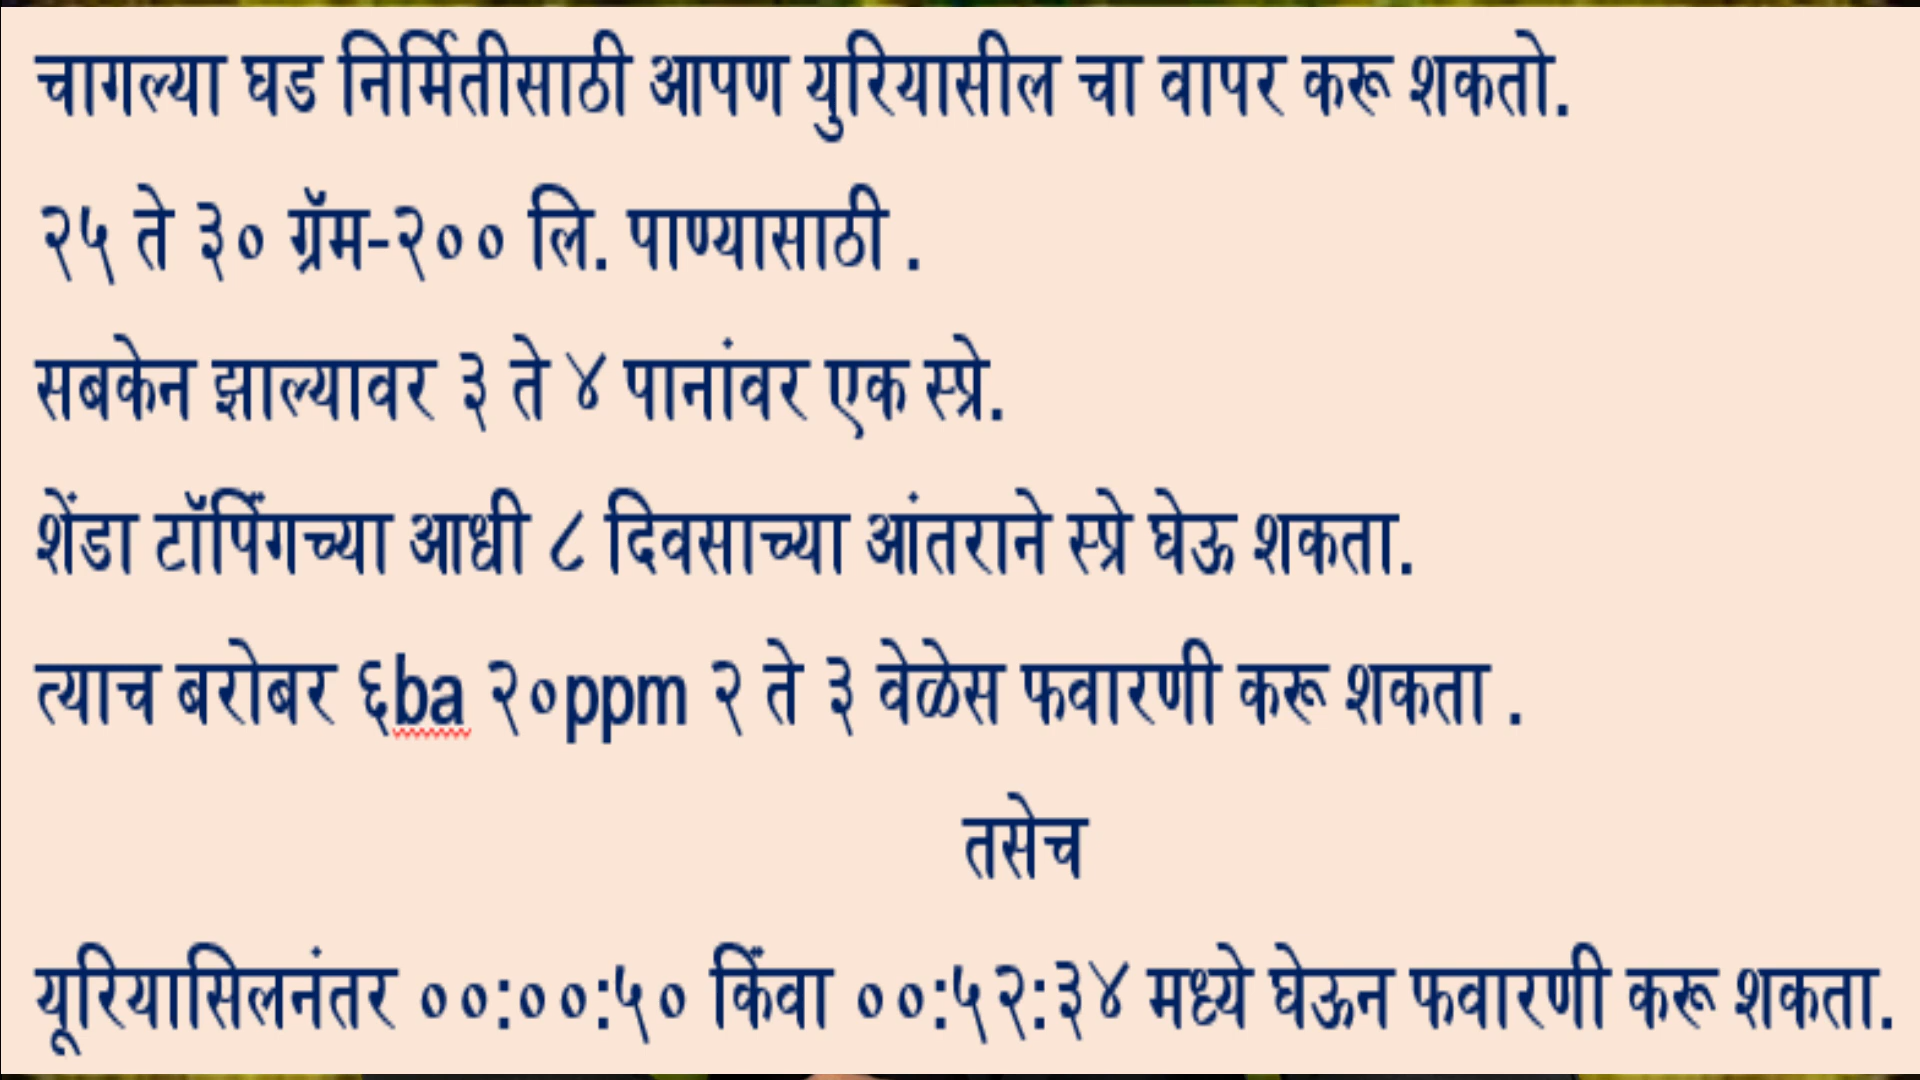 चागल्या घड निर्मितीसाठी आपण युरियासील चा वापर करू शकतो.
२५ ते ३० ग्रॅम-२०० लि. पाण्यासाठी .
सबकेन झाल्यावर ३ ते ४ पानांवर एक स्प्रे.
शेंडा टॉपिंगच्या आधी ८ दिवसाच्या आंतराने स्प्रे घेऊ शकता.
त्याच बरोबर ६ba २०ppm २ ते ३ वेळेस फवारणी करू शकता .
तसेच
यूरियासिलनंतर ००:००:५० किंवा ००:५२:३४ मध्ये घेऊन फवारणी करू शकता.